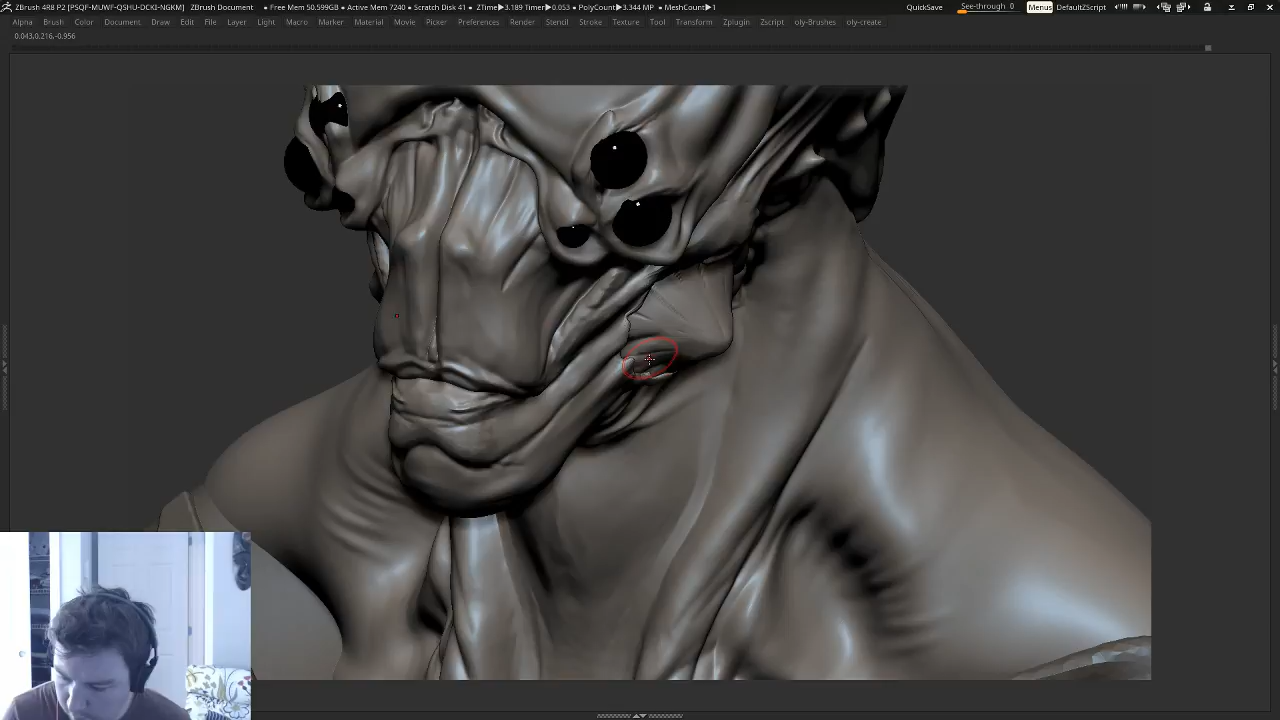 ZBrush 4R8 P2 [PSQF-MUWF-QSHU-DCKI-NGKM] ZBrush Document • Free Mem 50.599GB • Active Mem 7240 • Scratch Disk 41 • ZTime▶3.189 Timer▶0.053 • PolyCount▶3.344 MP • MeshCount▶1 QuickSave See-through 0 Menus DefaultZScript
Alpha Brush Color Document Draw Edit File Layer Light Macro Marker Material Movie Picker Preferences Render Stencil Stroke Texture Tool Transform Zplugin Zscript oly-Brushes oly-create
0.043,0.216,-0.956